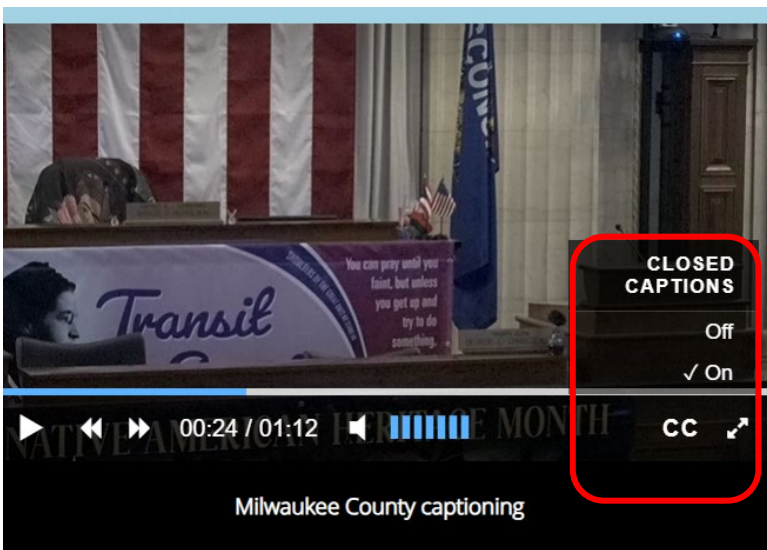 CONSIN
You can pray until you
faint, but unless
you get up and
try to do
something.
Transit
CLOSED
CAPTIONS
Off
✓ On
00:24 / 01:12
NATIVE AMERICAN HERITAGE MONTH
CC
Milwaukee County captioning